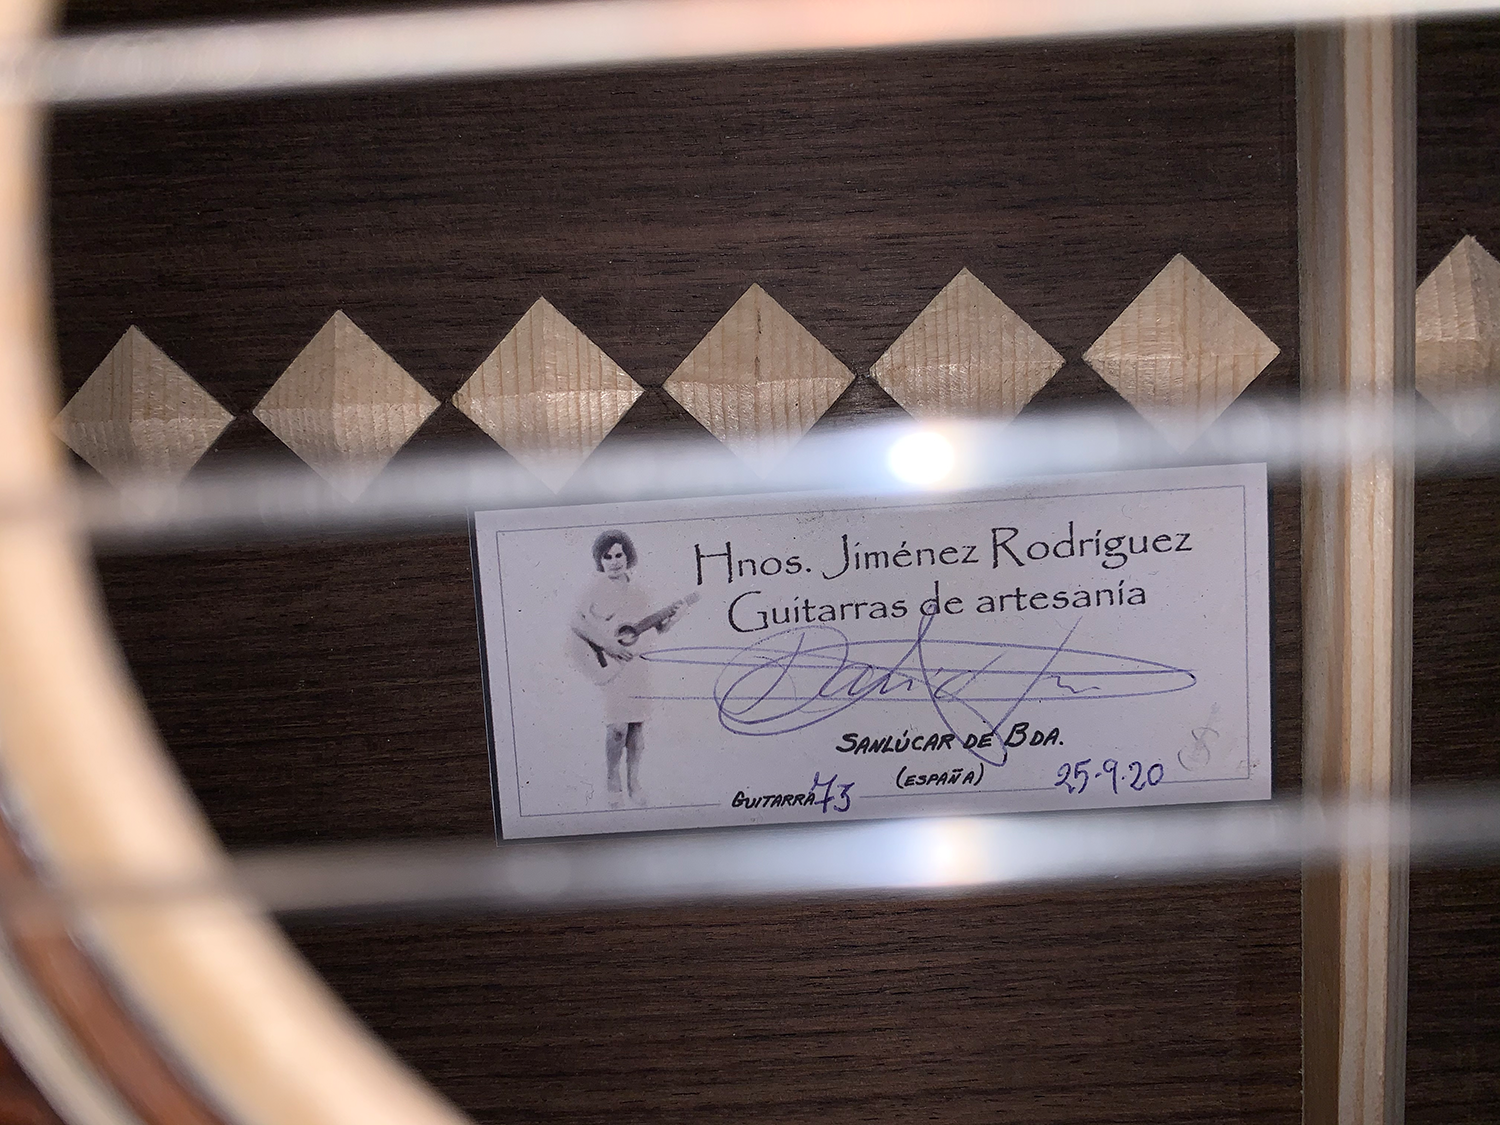 Hnos. Jiménez Rodríguez
Guitarras de artesanía
SANLÚCAR DE BDA.
(ESPAÑA)
GUITARRA 73
25-9-20